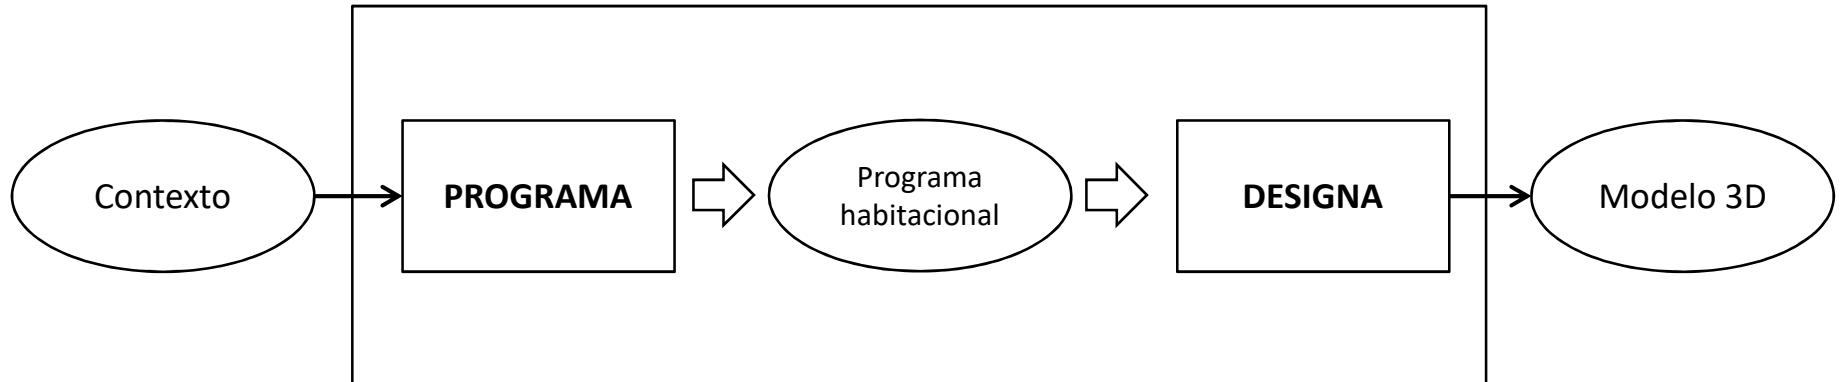 Contexto
PROGRAMA
Programa
habitacional
DESIGNA
Modelo 3D